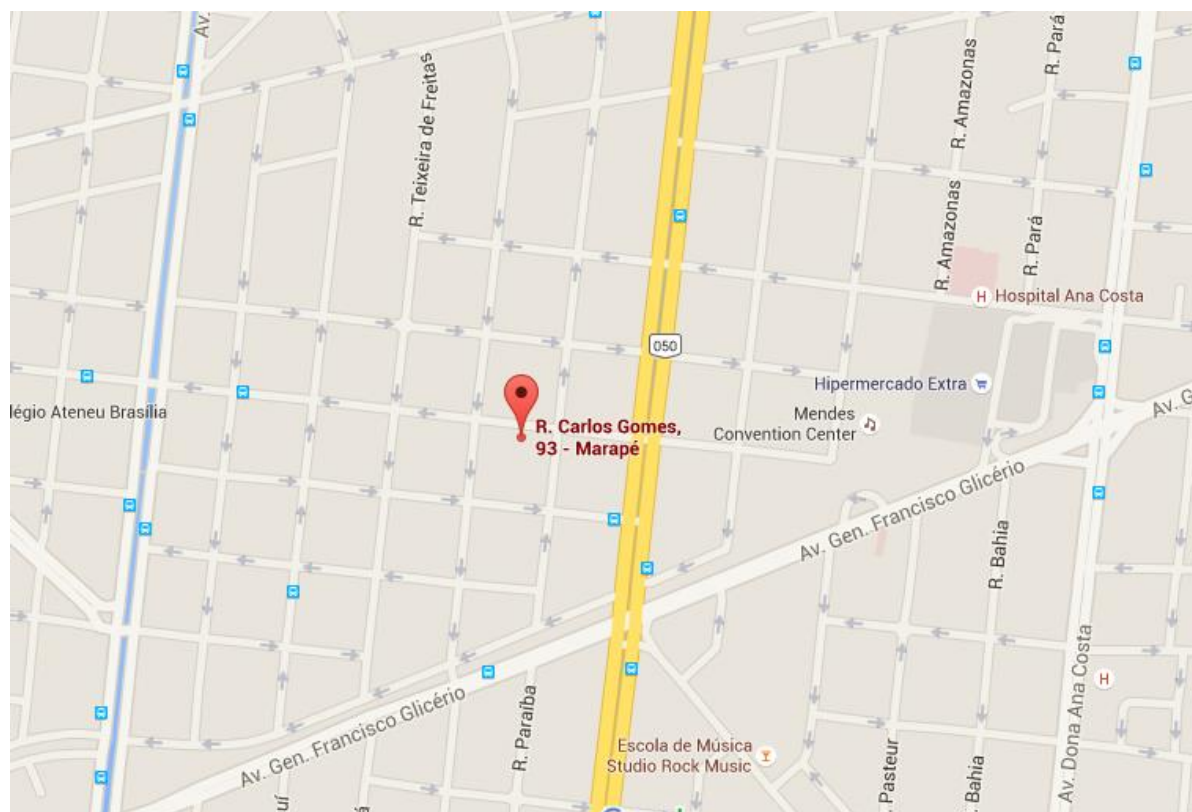 Av.
R. Teixeira de Freitas
R. Amazonas
R. Pará
R. Amazonas
R. Pará
H Hospital Ana Costa
050
Hipermercado Extra
légio Ateneu Brasília
Mendes
Convention Center
Av. G
R. Carlos Gomes,
93 - Marapé
Av. Gen. Francisco Glicério
R. Bahia
Av. Dona Ana Costa
H
R. Paraíba
Av. Gen. Francisco Glicério
Escola de Música
Studio Rock Music
Pasteur
Bahia
uí
á